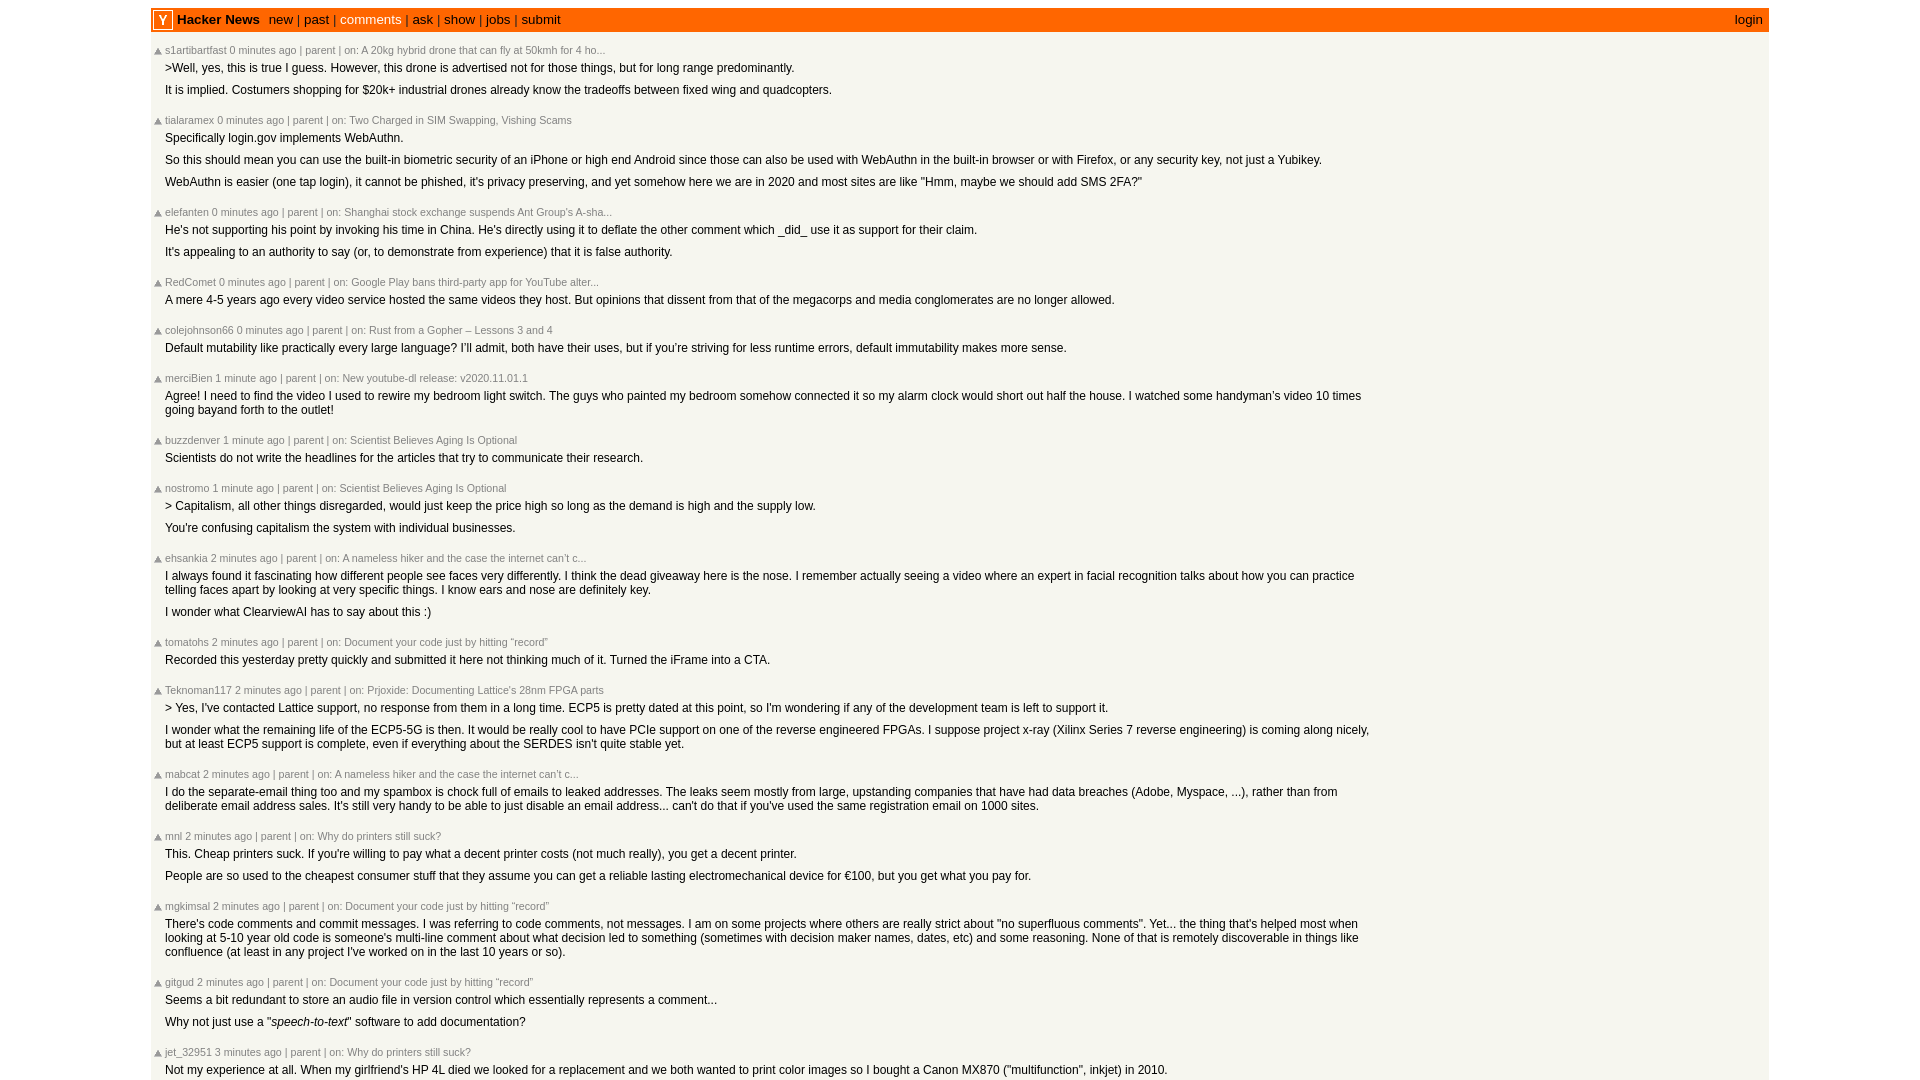 Y Hacker News new | past | comments | ask | show | jobs | submit login
s1artibartfast 0 minutes ago | parent | on: A 20kg hybrid drone that can fly at 50kmh for 4 ho...
>Well, yes, this is true I guess. However, this drone is advertised not for those things, but for long range predominantly.
It is implied. Costumers shopping for $20k+ industrial drones already know the tradeoffs between fixed wing and quadcopters.
tialaramex 0 minutes ago | parent | on: Two Charged in SIM Swapping, Vishing Scams
Specifically login.gov implements WebAuthn.
So this should mean you can use the built-in biometric security of an iPhone or high end Android since those can also be used with WebAuthn in the built-in browser or with Firefox, or any security key, not just a Yubikey.
WebAuthn is easier (one tap login), it cannot be phished, it's privacy preserving, and yet somehow here we are in 2020 and most sites are like "Hmm, maybe we should add SMS 2FA?"
elefanten 0 minutes ago | parent | on: Shanghai stock exchange suspends Ant Group's A-sha...
He's not supporting his point by invoking his time in China. He's directly using it to deflate the other comment which _did_ use it as support for their claim.
It's appealing to an authority to say (or, to demonstrate from experience) that it is false authority.
RedComet 0 minutes ago | parent | on: Google Play bans third-party app for YouTube alter...
A mere 4-5 years ago every video service hosted the same videos they host. But opinions that dissent from that of the megacorps and media conglomerates are no longer allowed.
colejohnson66 0 minutes ago | parent | on: Rust from a Gopher – Lessons 3 and 4
Default mutability like practically every large language? I’ll admit, both have their uses, but if you’re striving for less runtime errors, default immutability makes more sense.
merciBien 1 minute ago | parent | on: New youtube-dl release: v2020.11.01.1
Agree! I need to find the video I used to rewire my bedroom light switch. The guys who painted my bedroom somehow connected it so my alarm clock would short out half the house. I watched some handyman’s video 10 times
going bayand forth to the outlet!
buzzdenver 1 minute ago | parent | on: Scientist Believes Aging Is Optional
Scientists do not write the headlines for the articles that try to communicate their research.
nostromo 1 minute ago | parent | on: Scientist Believes Aging Is Optional
> Capitalism, all other things disregarded, would just keep the price high so long as the demand is high and the supply low.
You're confusing capitalism the system with individual businesses.
ehsankia 2 minutes ago | parent | on: A nameless hiker and the case the internet can’t c...
I always found it fascinating how different people see faces very differently. I think the dead giveaway here is the nose. I remember actually seeing a video where an expert in facial recognition talks about how you can practice
telling faces apart by looking at very specific things. I know ears and nose are definitely key.
I wonder what ClearviewAI has to say about this :)
tomatohs 2 minutes ago | parent | on: Document your code just by hitting “record”
Recorded this yesterday pretty quickly and submitted it here not thinking much of it. Turned the iFrame into a CTA.
Teknoman117 2 minutes ago | parent | on: Prjoxide: Documenting Lattice's 28nm FPGA parts
> Yes, I've contacted Lattice support, no response from them in a long time. ECP5 is pretty dated at this point, so I'm wondering if any of the development team is left to support it.
I wonder what the remaining life of the ECP5-5G is then. It would be really cool to have PCIe support on one of the reverse engineered FPGAs. I suppose project x-ray (Xilinx Series 7 reverse engineering) is coming along nicely,
but at least ECP5 support is complete, even if everything about the SERDES isn't quite stable yet.
mabcat 2 minutes ago | parent | on: A nameless hiker and the case the internet can’t c...
I do the separate-email thing too and my spambox is chock full of emails to leaked addresses. The leaks seem mostly from large, upstanding companies that have had data breaches (Adobe, Myspace, ...), rather than from
deliberate email address sales. It's still very handy to be able to just disable an email address... can't do that if you've used the same registration email on 1000 sites.
mnl 2 minutes ago | parent | on: Why do printers still suck?
This. Cheap printers suck. If you're willing to pay what a decent printer costs (not much really), you get a decent printer.
People are so used to the cheapest consumer stuff that they assume you can get a reliable lasting electromechanical device for €100, but you get what you pay for.
mgkimsal 2 minutes ago | parent | on: Document your code just by hitting “record”
There's code comments and commit messages. I was referring to code comments, not messages. I am on some projects where others are really strict about "no superfluous comments". Yet... the thing that's helped most when
looking at 5-10 year old code is someone's multi-line comment about what decision led to something (sometimes with decision maker names, dates, etc) and some reasoning. None of that is remotely discoverable in things like
confluence (at least in any project I've worked on in the last 10 years or so).
gitgud 2 minutes ago | parent | on: Document your code just by hitting “record”
Seems a bit redundant to store an audio file in version control which essentially represents a comment...
Why not just use a "speech-to-text" software to add documentation?
jet_32951 3 minutes ago | parent | on: Why do printers still suck?
Not my experience at all. When my girlfriend's HP 4L died we looked for a replacement and we both wanted to print color images so I bought a Canon MX870 ("multifunction", inkjet) in 2010.